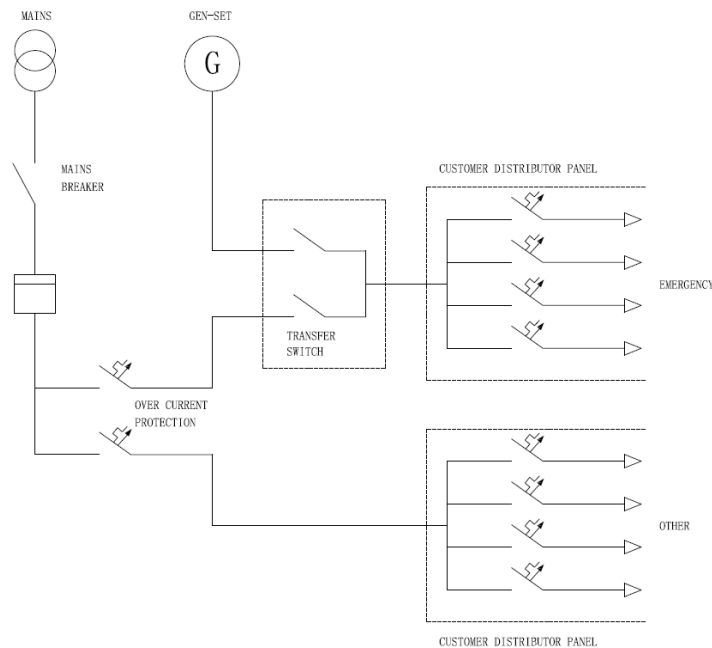 MAINS
GEN-SET
G
MAINS
BREAKER
CUSTOMER DISTRIBUTOR PANEL
EMERGENCY
TRANSFER
SWITCH
OVER CURRENT
PROTECTION
OTHER
CUSTOMER DISTRIBUTOR PANEL